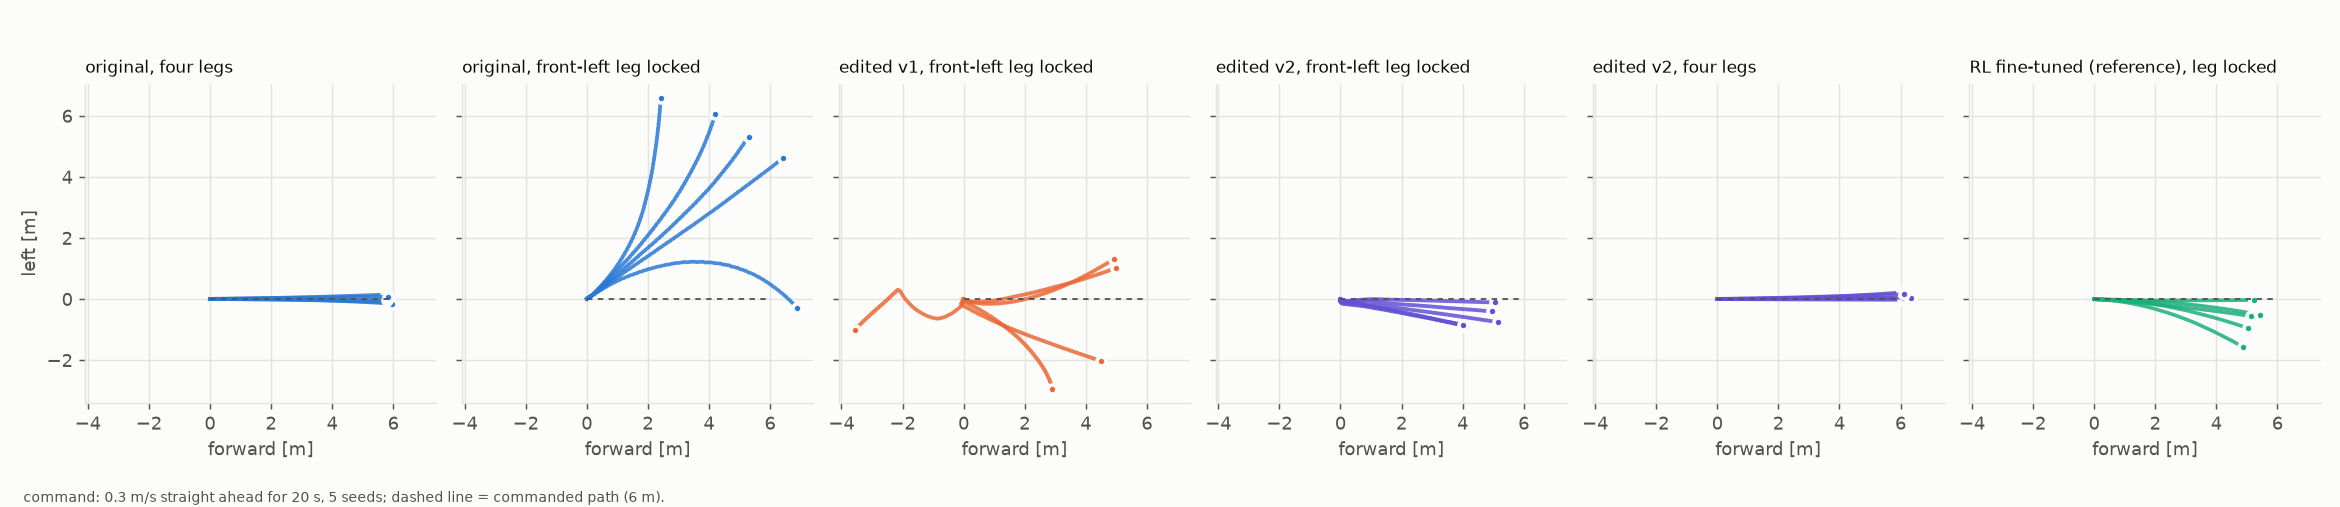 original, four legs
original, front-left leg locked
edited v1, front-left leg locked
edited v2, front-left leg locked
edited v2, four legs
RL fine-tuned (reference), leg locked
left [m]
6
4
2
0
−2
−4 −2 0 2 4 6
−4 −2 0 2 4 6
−4 −2 0 2 4 6
−4 −2 0 2 4 6
−4 −2 0 2 4 6
−4 −2 0 2 4 6
forward [m]
forward [m]
forward [m]
forward [m]
forward [m]
forward [m]
command: 0.3 m/s straight ahead for 20 s, 5 seeds; dashed line = commanded path (6 m).